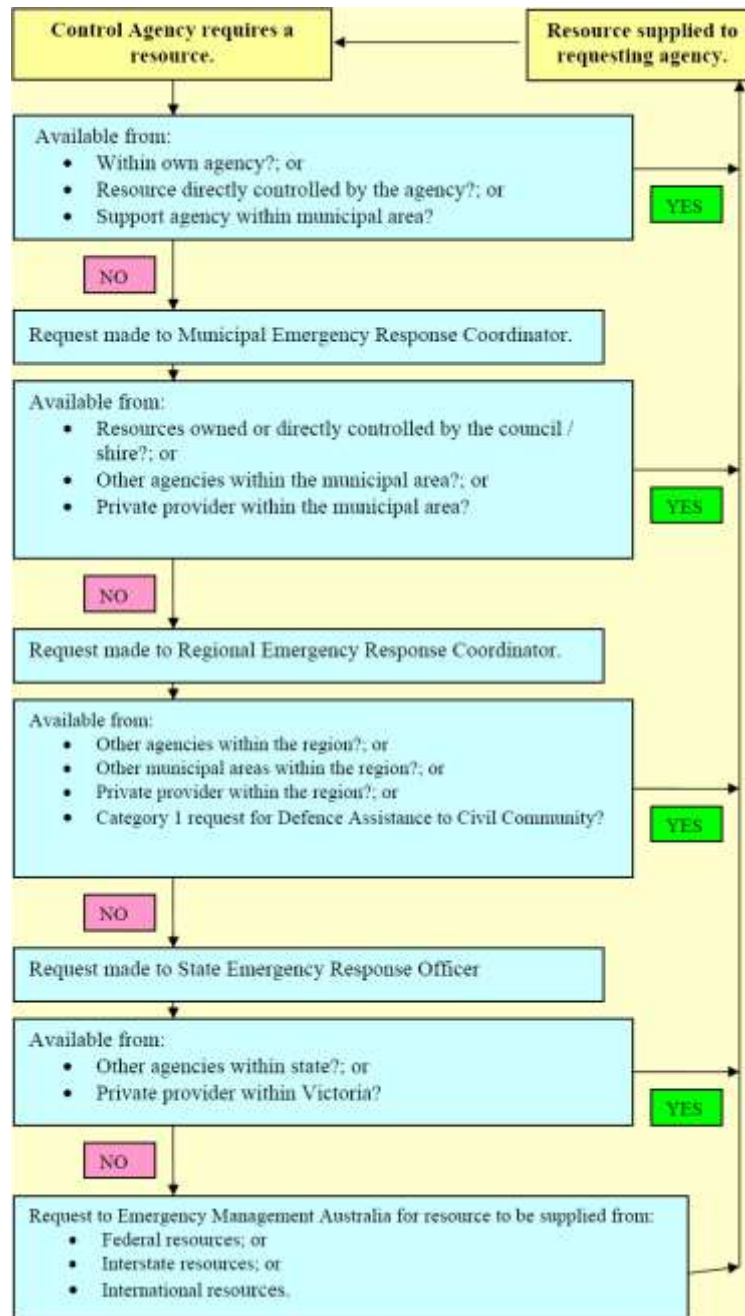 Control Agency requires a
resource.
Resource supplied to
requesting agency.
Available from:
• Within own agency?; or
• Resource directly controlled by the agency?; or
• Support agency within municipal area?
YES
NO
Request made to Municipal Emergency Response Coordinator.
Available from:
• Resources owned or directly controlled by the council /
shire?; or
• Other agencies within the municipal area?; or
• Private provider within the municipal area?
YES
NO
Request made to Regional Emergency Response Coordinator.
Available from:
• Other agencies within the region?; or
• Other municipal areas within the region?; or
• Private provider within the region?; or
• Category 1 request for Defence Assistance to Civil Community?
YES
NO
Request made to State Emergency Response Officer
Available from:
• Other agencies within state?; or
• Private provider within Victoria?
YES
NO
Request to Emergency Management Australia for resource to be supplied from:
• Federal resources; or
• Interstate resources; or
• International resources.